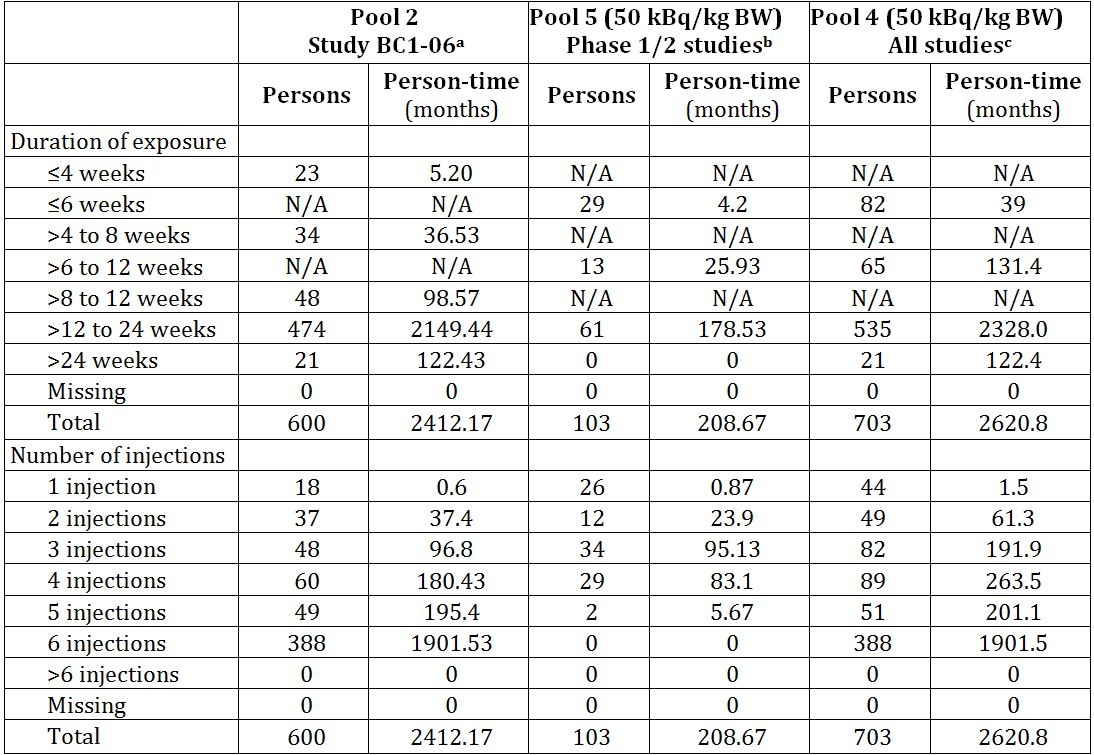 Pool 2 Pool 5 (50 kBq/kg BW) Pool 4 (50 kBq/kg BW)
Study BC1-06ᵃ Phase 1/2 studiesᵇ All studiesᶜ
Persons Person-time Persons Person-time Persons Person-time
(months) (months) (months)
Duration of exposure
≤4 weeks 23 5.20 N/A N/A N/A N/A
≤6 weeks N/A N/A 29 4.2 82 39
>4 to 8 weeks 34 36.53 N/A N/A N/A N/A
>6 to 12 weeks N/A N/A 13 25.93 65 131.4
>8 to 12 weeks 48 98.57 N/A N/A N/A N/A
>12 to 24 weeks 474 2149.44 61 178.53 535 2328.0
>24 weeks 21 122.43 0 0 21 122.4
Missing 0 0 0 0 0 0
Total 600 2412.17 103 208.67 703 2620.8
Number of injections
1 injection 18 0.6 26 0.87 44 1.5
2 injections 37 37.4 12 23.9 49 61.3
3 injections 48 96.8 34 95.13 82 191.9
4 injections 60 180.43 29 83.1 89 263.5
5 injections 49 195.4 2 5.67 51 201.1
6 injections 388 1901.53 0 0 388 1901.5
>6 injections 0 0 0 0 0 0
Missing 0 0 0 0 0 0
Total 600 2412.17 103 208.67 703 2620.8